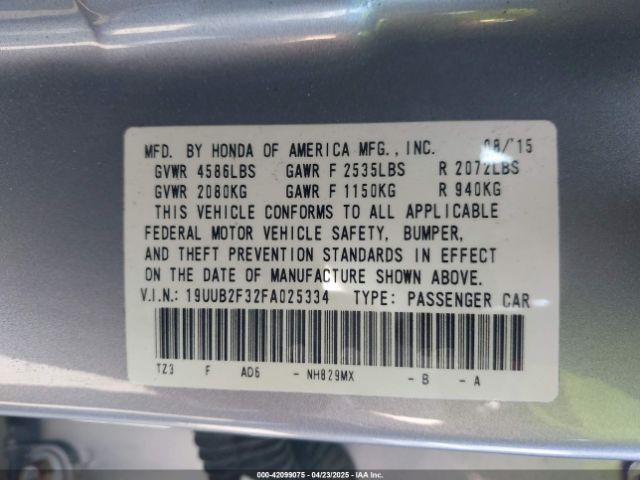 MFD. BY HONDA OF AMERICA MFG., INC. 08/'15
GVWR 4586LBS GAWR F 2535LBS R 2072LBS
GVWR 2080KG GAWR F 1150KG R 940KG
THIS VEHICLE CONFORMS TO ALL APPLICABLE
FEDERAL MOTOR VEHICLE SAFETY, BUMPER,
AND THEFT PREVENTION STANDARDS IN EFFECT
ON THE DATE OF MANUFACTURE SHOWN ABOVE.
V.I.N.: 19UUB2F32FA025334 TYPE: PASSENGER CAR
TZ3 F AD6 - NH829MX - B - A
000-42099075 - 04/23/2025 - IAA Inc.